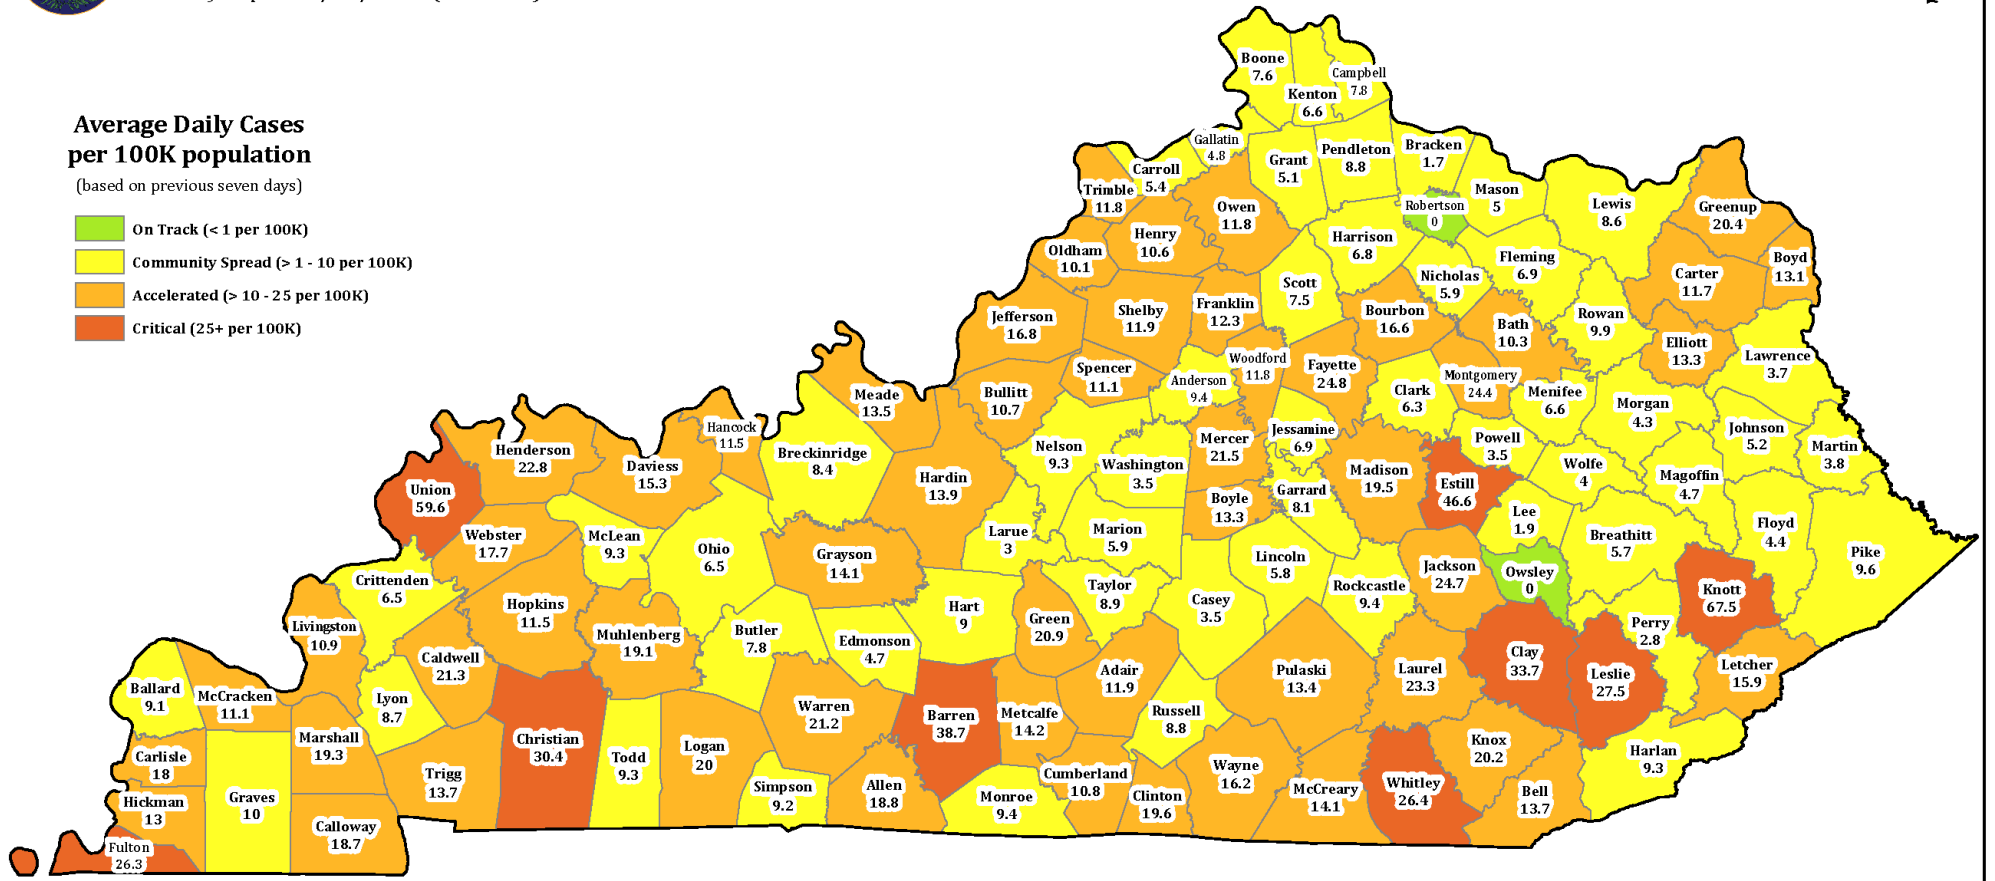 Average Daily Cases
per 100K population
(based on previous seven days)
On Track (< 1 per 100K)
Community Spread (> 1 - 10 per 100K)
Accelerated (> 10 - 25 per 100K)
Critical (25+ per 100K)
Boone
7.6
Campbell
7.8
Kenton
6.6
Gallatin
4.8
Carroll
5.4
Grant
5.1
Pendleton
8.8
Bracken
1.7
Trimble
11.8
Owen
11.8
Robertson
0
Mason
5
Lewis
8.6
Greenup
20.4
Henry
10.6
Oldham
10.1
Harrison
6.8
Fleming
6.9
Nicholas
5.9
Carter
11.7
Boyd
13.1
Scott
7.5
Jefferson
16.8
Shelby
11.9
Franklin
12.3
Bourbon
16.6
Bath
10.3
Rowan
9.9
Elliott
13.3
Lawrence
3.7
Spencer
11.1
Anderson
9.4
Woodford
11.8
Fayette
24.8
Montgomery
24.4
Clark
6.3
Menifee
6.6
Morgan
4.3
Meade
13.5
Bullitt
10.7
Hancock
11.5
Henderson
22.8
Daviess
15.3
Breckinridge
8.4
Nelson
9.3
Washington
3.5
Mercer
21.5
Jessamine
6.9
Johnson
5.2
Martin
3.8
Powell
3.5
Union
59.6
Hardin
13.9
Madison
19.5
Estill
46.6
Wolfe
4
Magoffin
4.7
Boyle
13.3
Garrard
8.1
Webster
17.7
McLean
9.3
Ohio
6.5
Larue
3
Marion
5.9
Lee
1.9
Floyd
4.4
Breathitt
5.7
Grayson
14.1
Lincoln
5.8
Jackson
24.7
Owsley
0
Pike
9.6
Crittenden
6.5
Taylor
8.9
Rockcastle
9.4
Knott
67.5
Hopkins
11.5
Hart
9
Green
20.9
Casey
3.5
Livingston
10.9
Muhlenberg
19.1
Butler
7.8
Edmonson
4.7
Perry
2.8
Caldwell
21.3
Adair
11.9
Pulaski
13.4
Laurel
23.3
Clay
33.7
Leslie
27.5
Letcher
15.9
Ballard
9.1
McCracken
11.1
Lyon
8.7
Warren
21.2
Barren
38.7
Metcalfe
14.2
Russell
8.8
Marshall
19.3
Christian
30.4
Todd
9.3
Logan
20
Knox
20.2
Harlan
9.3
Carlisle
18
Trigg
13.7
Simpson
9.2
Allen
18.8
Cumberland
10.8
Clinton
19.6
Wayne
16.2
McCreary
14.1
Whitley
26.4
Bell
13.7
Hickman
13
Graves
10
Calloway
18.7
Monroe
9.4
Fulton
26.3